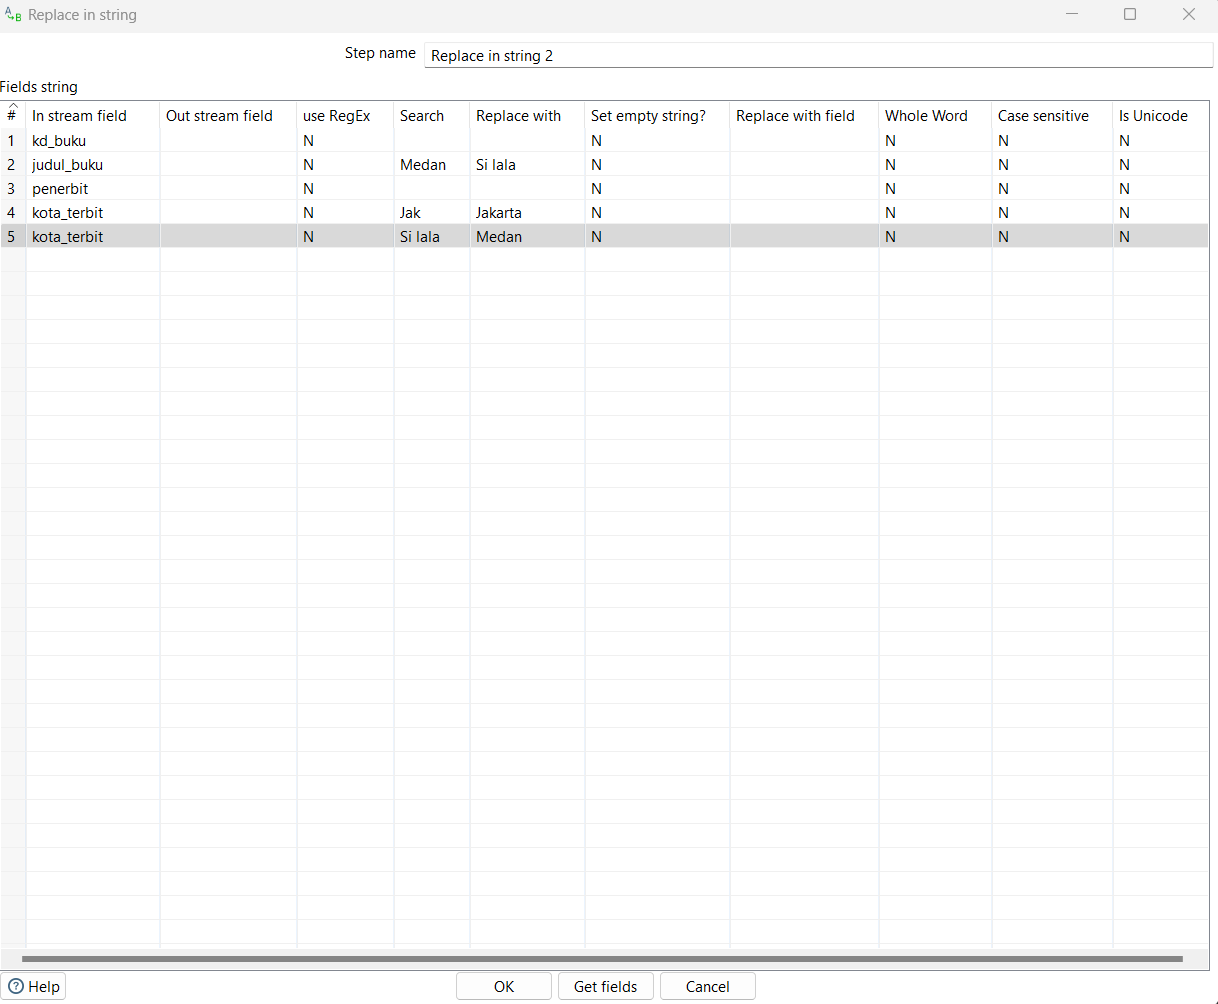 Replace in string
Step name Replace in string 2
Fields string
# In stream field Out stream field use RegEx Search Replace with Set empty string? Replace with field Whole Word Case sensitive Is Unicode
1 kd_buku N N N N N
2 judul_buku N Medan Si lala N N N N
3 penerbit N N N N N
4 kota_terbit N Jak Jakarta N N N N
5 kota_terbit N Si lala Medan N N N N
Help OK Get fields Cancel